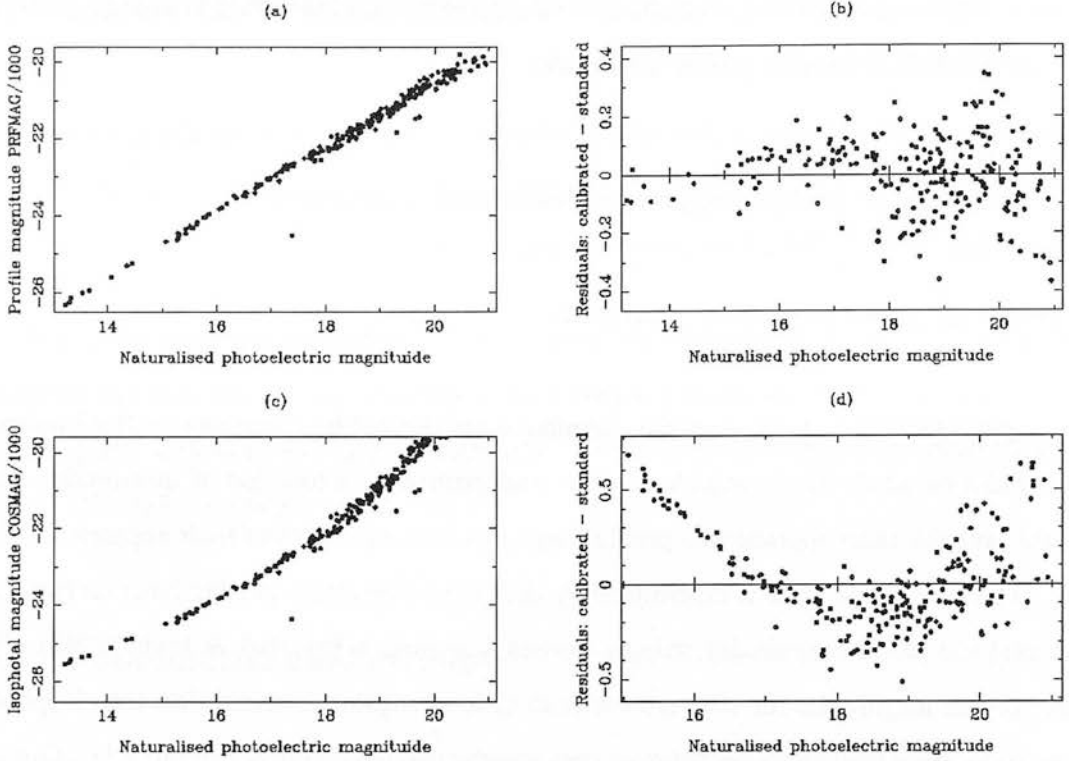 (a)
(b)
Profile magnitude PRFMAG/1000
-20
-22
-24
-26
14
16
18
20
Naturalised photoelectric magnituide
Residuals: calibrated - standard
0.4
0.2
0
-0.2
-0.4
14
16
18
20
Naturalised photoelectric magnitude
(c)
(d)
Isophotal magnitude COSMAG/1000
-20
-22
-24
-26
14
16
18
20
Naturalised photoelectric magnituide
Residuals: calibrated - standard
0.5
0
-0.5
16
18
20
Naturalised photoelectric magnitude